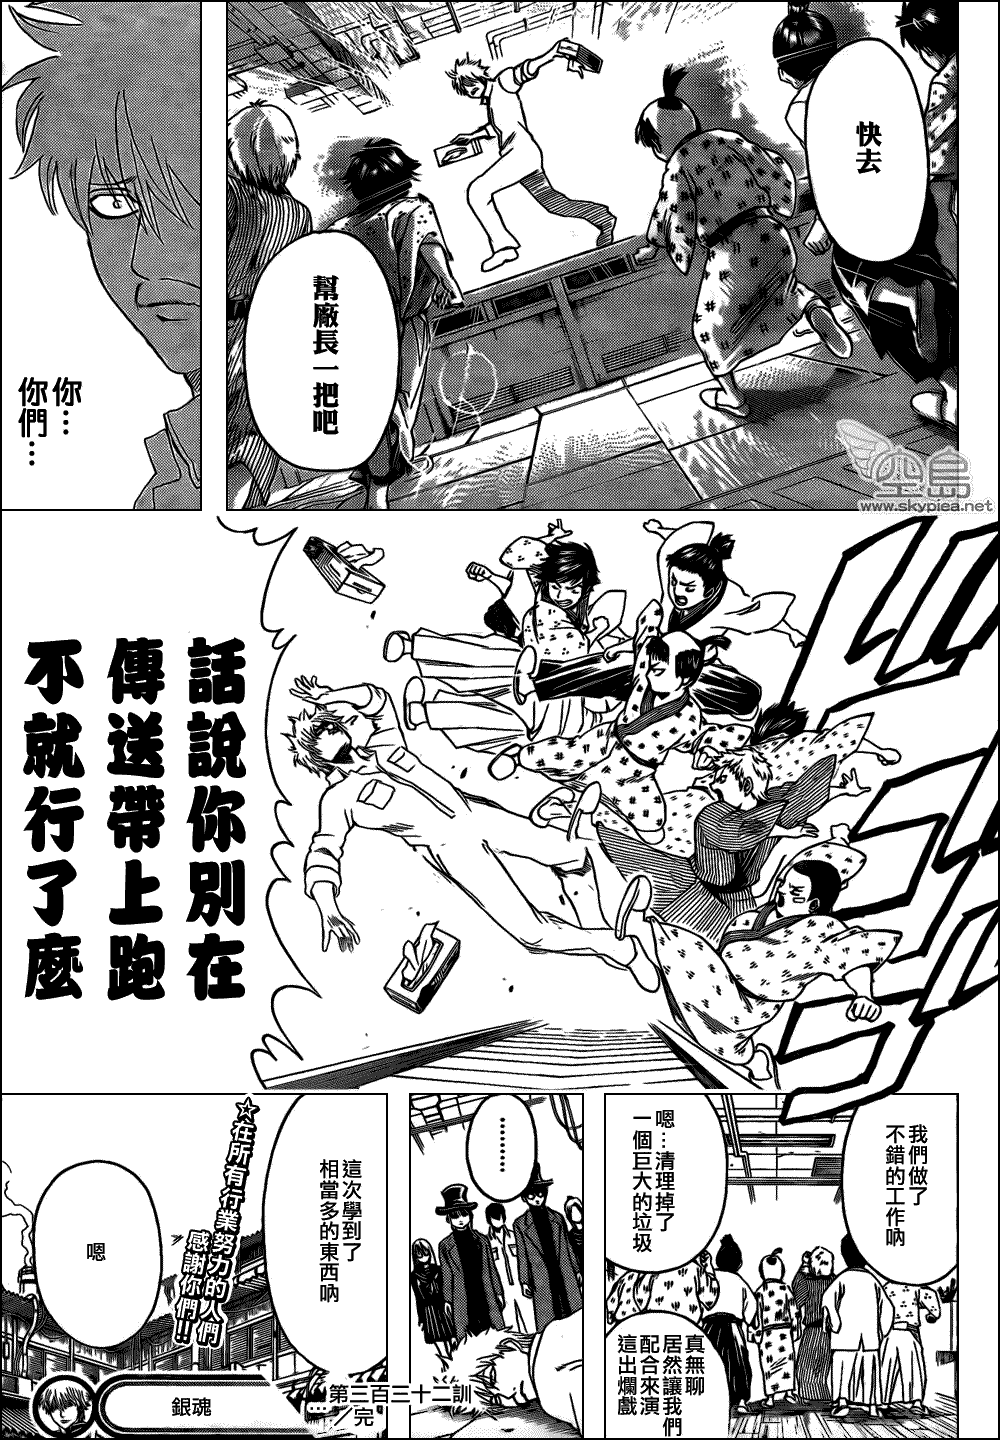 快去
幫廠長一把吧
你…
你們…
空島
www.skypiea.net
話說你別在
傳送帶上跑
不就行了麼
我們做了
不錯的工作吶
嗯…清理掉了
一個巨大的垃圾
真無聊
居然讓我們
配合來演
這出爛戲
………
這次學到了
相當多的東西吶
☆在所有行業努力的人們
感謝你們!!
嗯
銀魂
第三百三十二訓
…／完